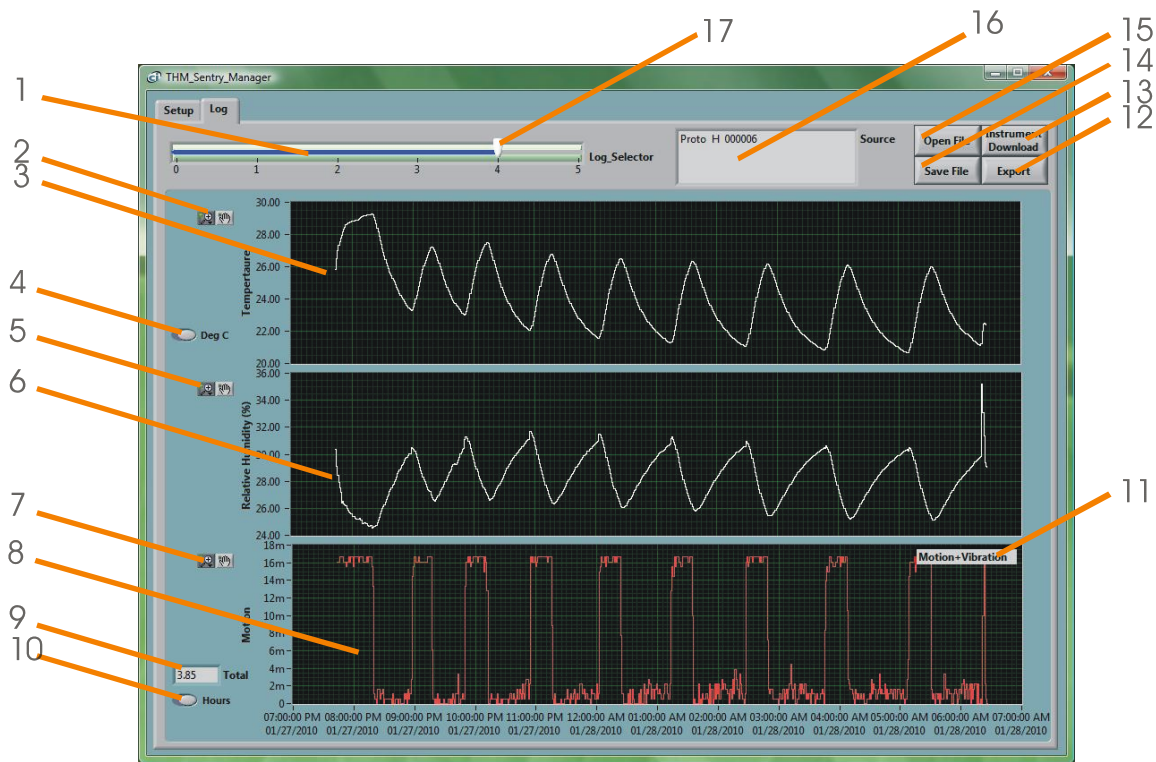 17
16
15
14
13
12
1
2
3
4
5
6
7
8
9
10
11
THM_Sentry_Manager
Setup Log
0 1 2 3 4 5
Log_Selector
Proto H 000006
Source
Open File
Instrument
Download
Save File
Export
30.00
28.00
26.00
24.00
22.00
20.00
Tempertaure
Deg C
36.00
34.00
32.00
30.00
28.00
26.00
24.00
Relative Humidity (%)
18m
16m
14m
12m
10m
8m
6m
4m
2m
0
Motion
Motion+Vibration
3.85 Total
Hours
07:00:00 PM 08:00:00 PM 09:00:00 PM 10:00:00 PM 11:00:00 PM 12:00:00 AM 01:00:00 AM 02:00:00 AM 03:00:00 AM 04:00:00 AM 05:00:00 AM 06:00:00 AM 07:00:00 AM
01/27/2010 01/27/2010 01/27/2010 01/27/2010 01/27/2010 01/28/2010 01/28/2010 01/28/2010 01/28/2010 01/28/2010 01/28/2010 01/28/2010 01/28/2010